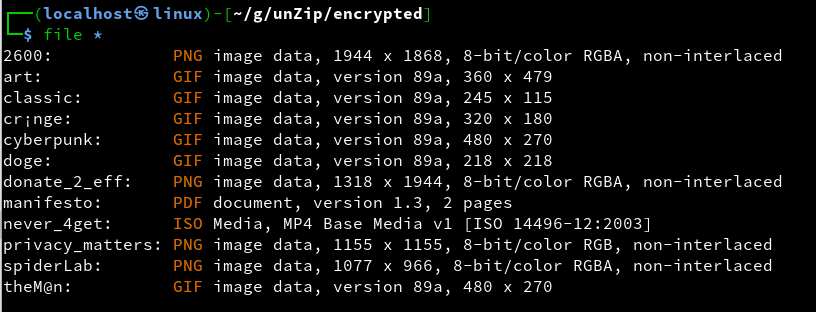 ┌──(localhost㉿linux)-[~/g/unZip/encrypted]
└─$ file *
2600:            PNG image data, 1944 x 1868, 8-bit/color RGBA, non-interlaced
art:             GIF image data, version 89a, 360 x 479
classic:         GIF image data, version 89a, 245 x 115
cr¡nge:          GIF image data, version 89a, 320 x 180
cyberpunk:       GIF image data, version 89a, 480 x 270
doge:            GIF image data, version 89a, 218 x 218
donate_2_eff:    PNG image data, 1318 x 1944, 8-bit/color RGBA, non-interlaced
manifesto:       PDF document, version 1.3, 2 pages
never_4get:      ISO Media, MP4 Base Media v1 [ISO 14496-12:2003]
privacy_matters: PNG image data, 1155 x 1155, 8-bit/color RGB, non-interlaced
spiderLab:       PNG image data, 1077 x 966, 8-bit/color RGBA, non-interlaced
theM@n:          GIF image data, version 89a, 480 x 270